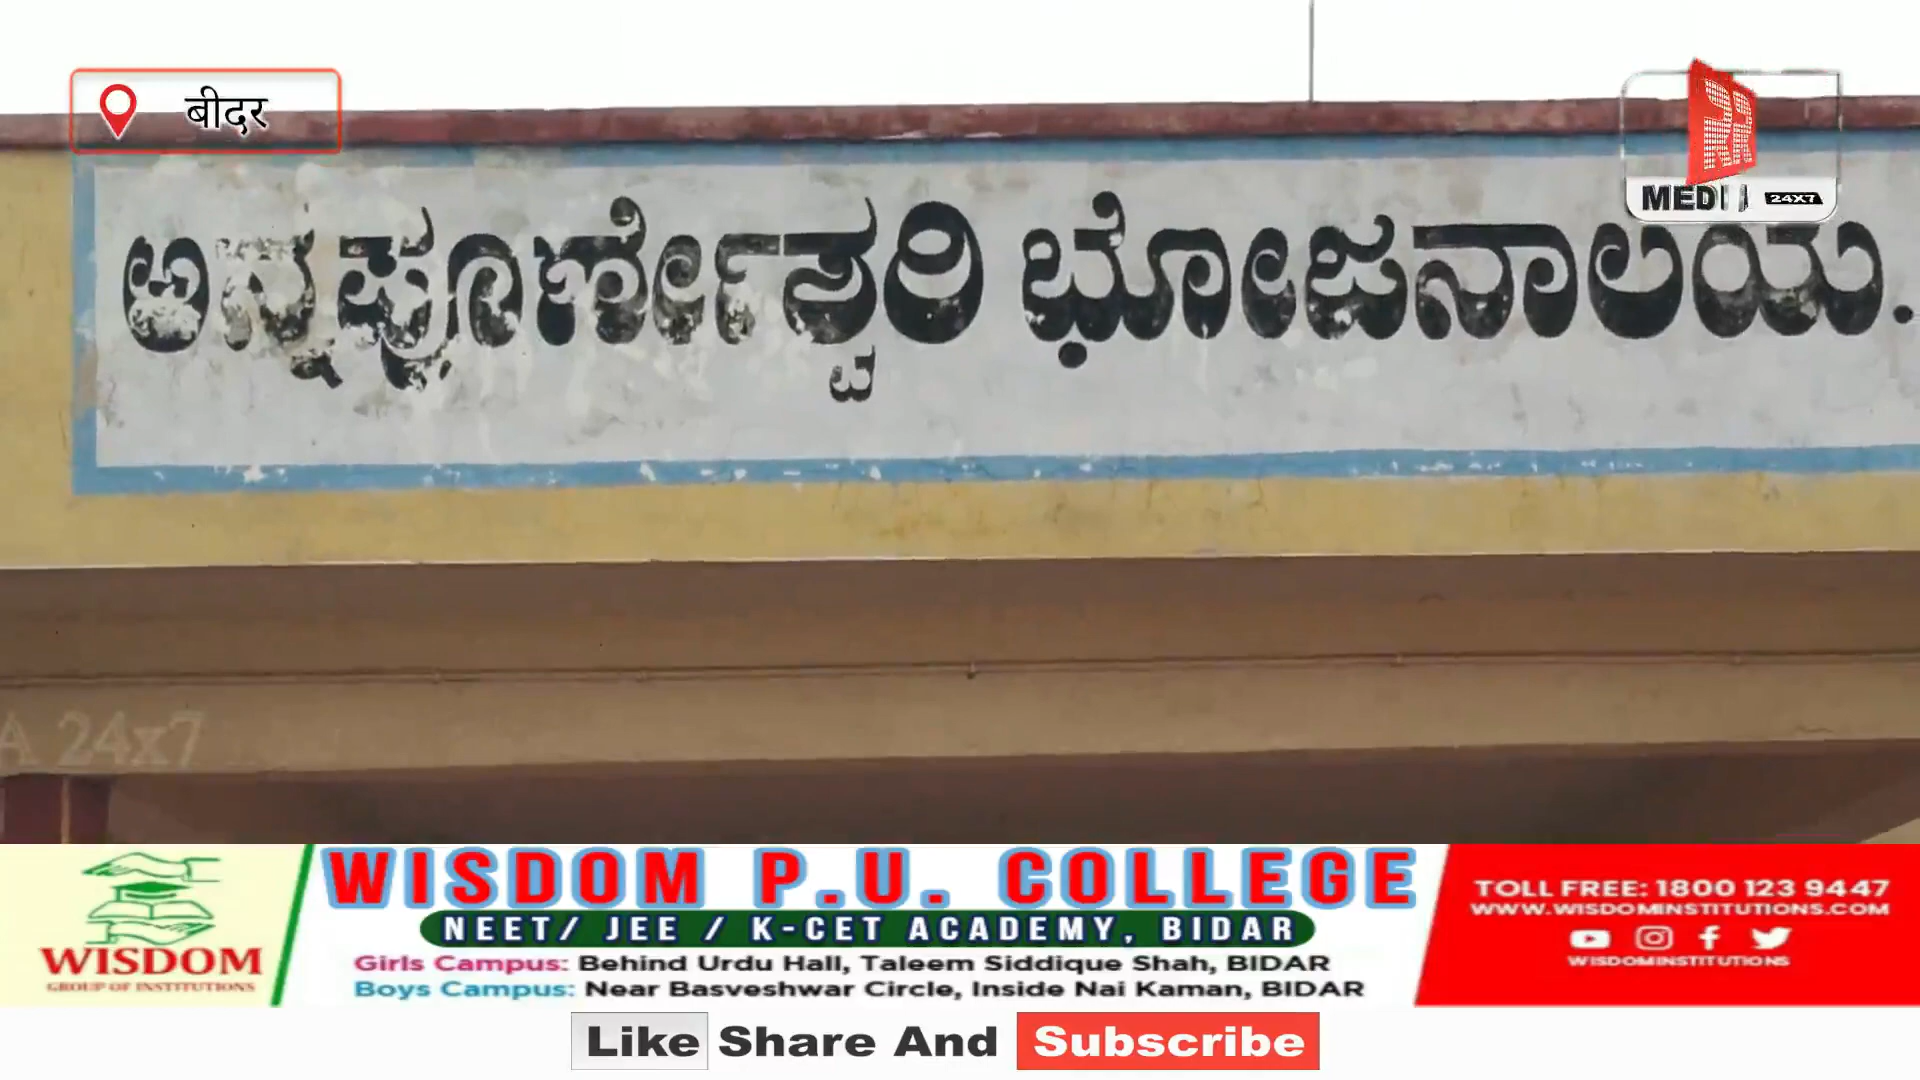 बीदर
MEDI
24X7
ಅನ್ನಪೂರ್ಣೇಶ್ವರಿ ಭೋಜನಾಲಯ.
A 24x7
WISDOM
GROUP OF INSTITUTIONS
WISDOM P.U. COLLEGE
NEET/ JEE / K-CET ACADEMY, BIDAR
Girls Campus: Behind Urdu Hall, Taleem Siddique Shah, BIDAR
Boys Campus: Near Basveshwar Circle, Inside Nai Kaman, BIDAR
TOLL FREE: 1800 123 9447
WWW.WISDOMINSTITUTIONS.COM
WISDOMINSTITUTIONS
Like Share And Subscribe